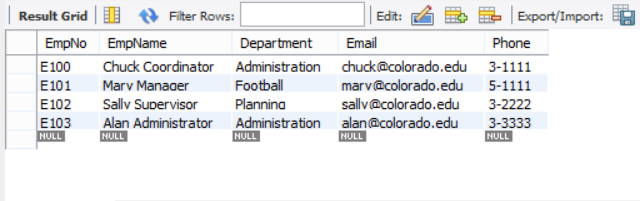 Result Grid Filter Rows: Edit: Export/Import:
EmpNo EmpName Department Email Phone
E100 Chuck Coordinator Administration chuck@colorado.edu 3-1111
E101 Mary Manager Football mary@colorado.edu 5-1111
E102 Sally Supervisor Planning sally@colorado.edu 3-2222
E103 Alan Administrator Administration alan@colorado.edu 3-3333
NULL NULL NULL NULL NULL